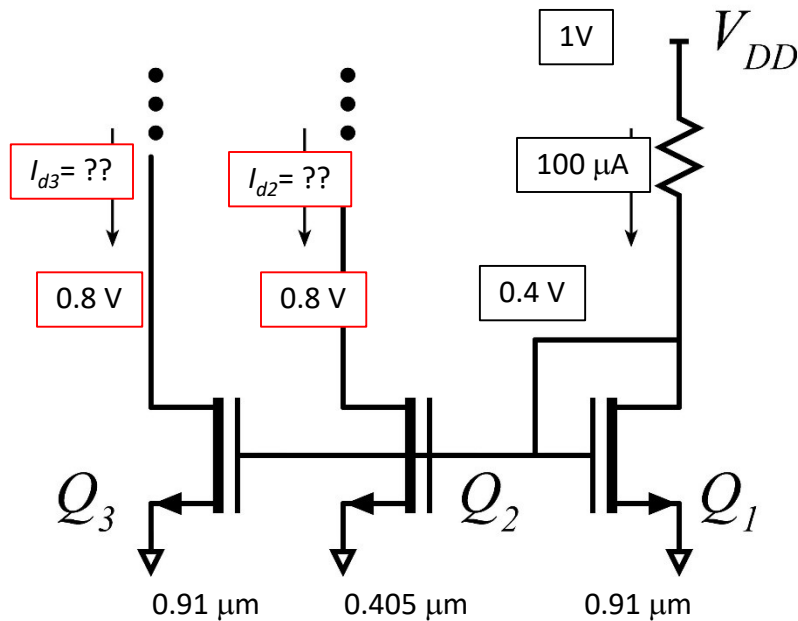 1V
V_DD
I_d3= ??
I_d2= ??
100 μA
0.8 V
0.8 V
0.4 V
Q_3
Q_2
Q_1
0.91 μm
0.405 μm
0.91 μm